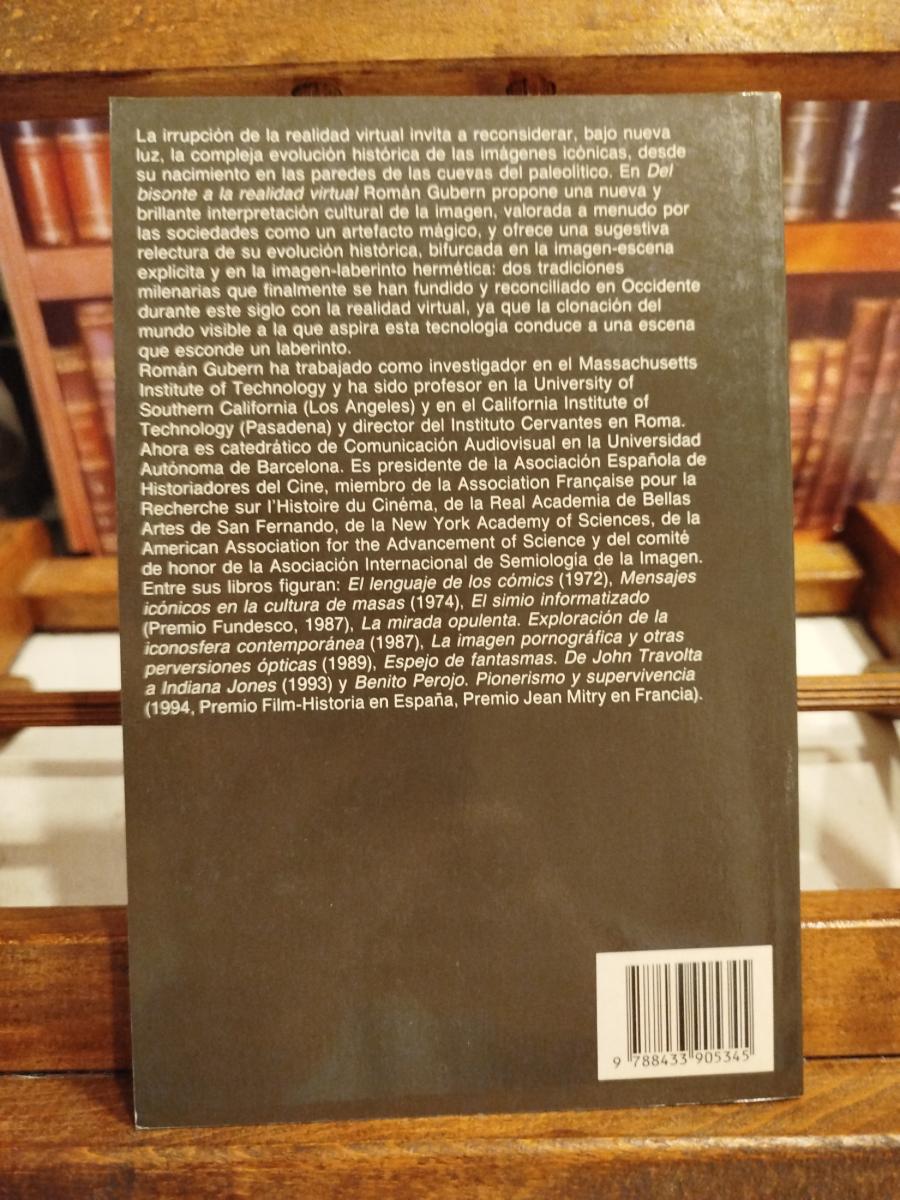 La irrupción de la realidad virtual invita a reconsiderar, bajo nueva
luz, la compleja evolución histórica de las imágenes icónicas, desde
su nacimiento en las paredes de las cuevas del paleolítico. En Del
bisonte a la realidad virtual Román Gubern propone una nueva y
brillante interpretación cultural de la imagen, valorada a menudo por
las sociedades como un artefacto mágico, y ofrece una sugestiva
relectura de su evolución histórica, bifurcada en la imagen-escena
explícita y en la imagen-laberinto hermética: dos tradiciones
milenarias que finalmente se han fundido y reconciliado en Occidente
durante este siglo con la realidad virtual, ya que la clonación del
mundo visible a la que aspira esta tecnología conduce a una escena
que esconde un laberinto.
Román Gubern ha trabajado como investigador en el Massachusetts
Institute of Technology y ha sido profesor en la University of
Southern California (Los Angeles) y en el California Institute of
Technology (Pasadena) y director del Instituto Cervantes en Roma.
Ahora es catedrático de Comunicación Audiovisual en la Universidad
Autónoma de Barcelona. Es presidente de la Asociación Española de
Historiadores del Cine, miembro de la Association Française pour la
Recherche sur l'Histoire du Cinéma, de la Real Academia de Bellas
Artes de San Fernando, de la New York Academy of Sciences, de la
American Association for the Advancement of Science y del comité
de honor de la Asociación Internacional de Semiología de la Imagen.
Entre sus libros figuran: El lenguaje de los cómics (1972), Mensajes
icónicos en la cultura de masas (1974), El simio informatizado
(Premio Fundesco, 1987), La mirada opulenta. Exploración de la
iconosfera contemporánea (1987), La imagen pornográfica y otras
perversiones ópticas (1989), Espejo de fantasmas. De John Travolta
a Indiana Jones (1993) y Benito Perojo. Pionerismo y supervivencia
(1994, Premio Film-Historia en España, Premio Jean Mitry en Francia).
9 788433 905345